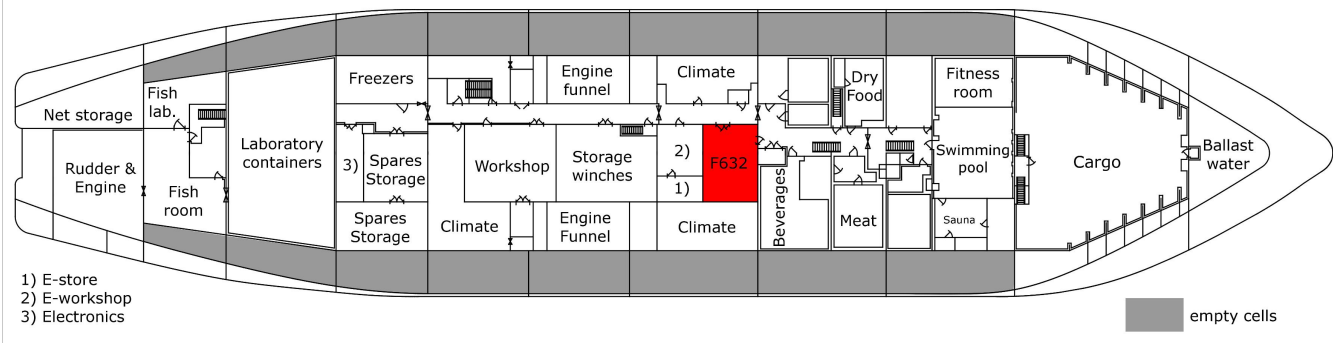 Freezers
Engine
funnel
Climate
Dry
Food
Fitness
room
Fish
lab.
Net storage
Laboratory
containers
3)
Spares
Storage
Workshop
Storage
winches
2)
F632
1)
Swimming
pool
Cargo
Ballast
water
Rudder &
Engine
Fish
room
Beverages
Spares
Storage
Climate
Engine
Funnel
Climate
Meat
Sauna
1) E-store
2) E-workshop
3) Electronics
empty cells